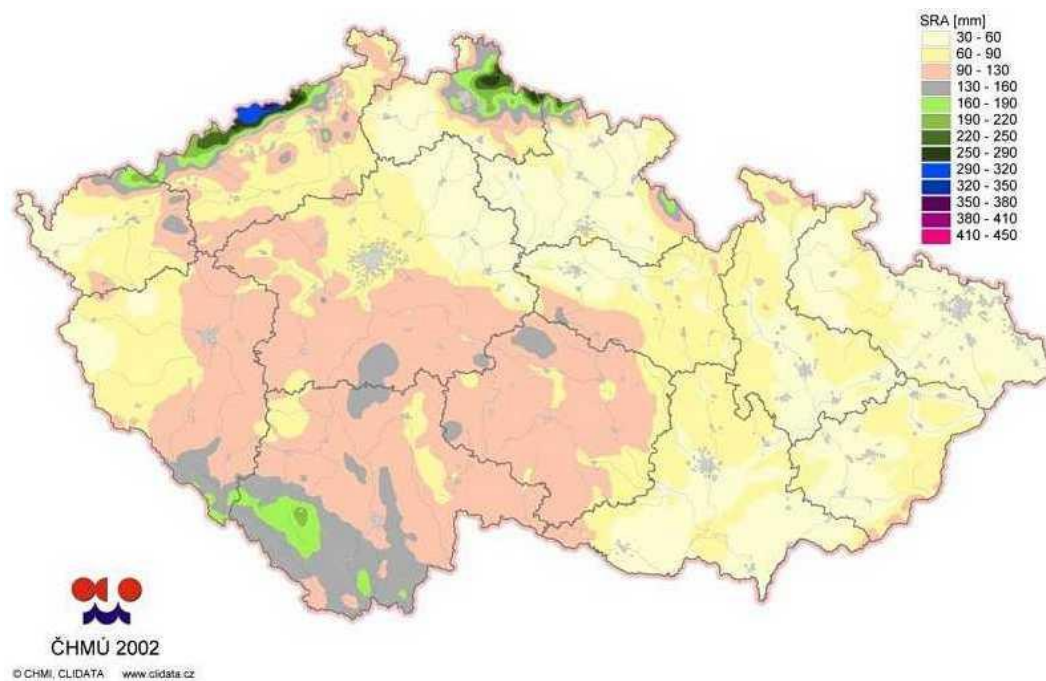 SRA [mm]
30 - 60
60 - 90
90 - 130
130 - 160
160 - 190
190 - 220
220 - 250
250 - 290
290 - 320
320 - 350
350 - 380
380 - 410
410 - 450
ČHMÚ 2002
© CHMI, CLIDATA www.clidata.cz